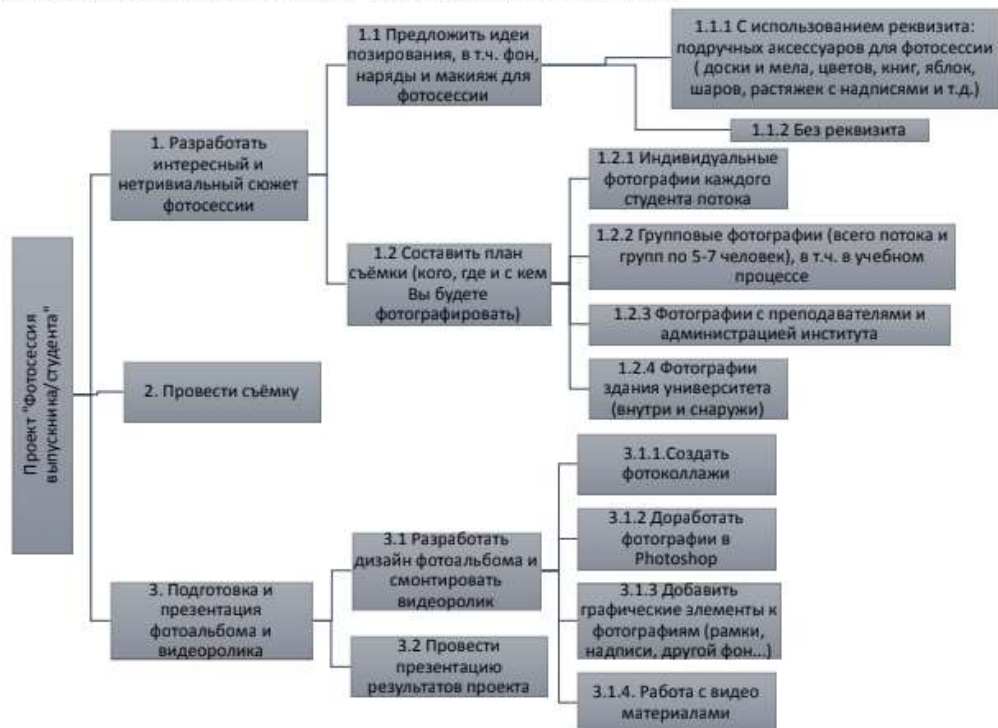 Проект "Фотосессия
выпускника/студента"
1. Разработать
интересный и
нетривиальный сюжет
фотосессии
1.1 Предложить идеи
позирования, в т.ч. фон,
наряды и макияж для
фотосессии
1.1.1 С использованием реквизита:
подручных аксессуаров для фотосессии
( доски и мела, цветов, книг, яблок,
шаров, растяжек с надписями и т.д.)
1.1.2 Без реквизита
1.2 Составить план
съёмки (кого, где и с кем
Вы будете
фотографировать)
1.2.1 Индивидуальные
фотографии каждого
студента потока
1.2.2 Групповые фотографии (всего потока и
групп по 5-7 человек), в т.ч. в учебном
процессе
1.2.3 Фотографии с преподавателями и
администрацией института
1.2.4 Фотографии
здания университета
(внутри и снаружи)
2. Провести съёмку
3. Подготовка и
презентация
фотоальбома и
видеоролика
3.1 Разработать
дизайн фотоальбома и
смонтировать
видеоролик
3.1.1.Создать
фотоколлажи
3.1.2 Доработать
фотографии в
Photoshop
3.1.3 Добавить
графические элементы к
фотографиям (рамки,
надписи, другой фон...)
3.1.4. Работа с видео
материалами
3.2 Провести
презентацию
результатов проекта